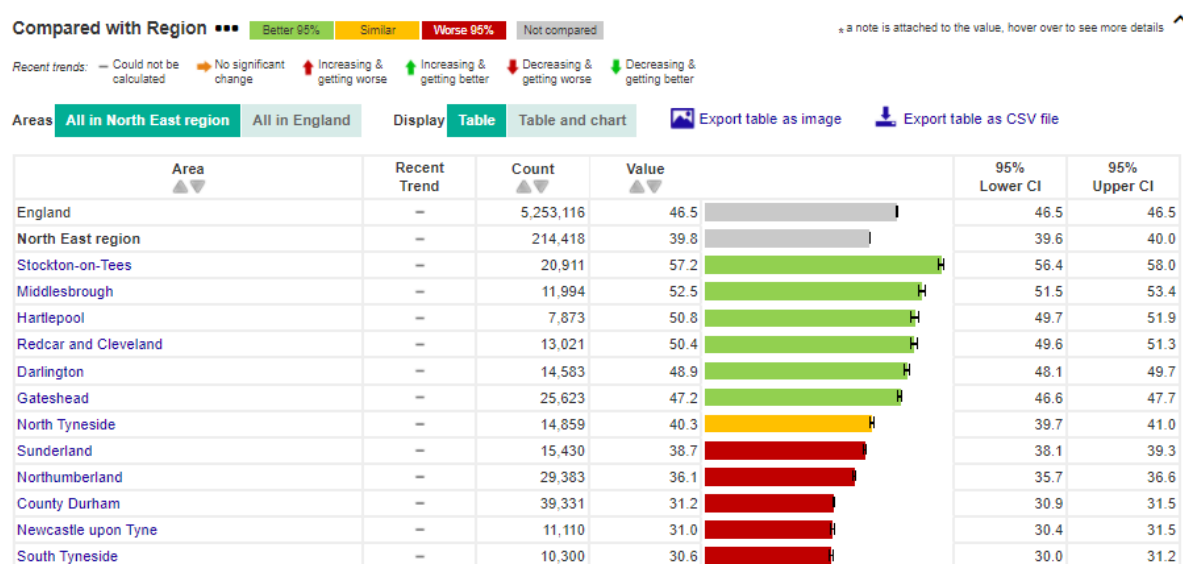 Compared with Region ••• Better 95% Similar Worse 95% Not compared
* a note is attached to the value, hover over to see more details
Recent trends: – Could not be calculated No significant change Increasing & getting worse Increasing & getting better Decreasing & getting worse Decreasing & getting better
Areas All in North East region All in England Display Table Table and chart Export table as image Export table as CSV file
Area Recent Trend Count Value 95% Lower CI 95% Upper CI
England – 5,253,116 46.5 46.5 46.5
North East region – 214,418 39.8 39.6 40.0
Stockton-on-Tees – 20,911 57.2 56.4 58.0
Middlesbrough – 11,994 52.5 51.5 53.4
Hartlepool – 7,873 50.8 49.7 51.9
Redcar and Cleveland – 13,021 50.4 49.6 51.3
Darlington – 14,583 48.9 48.1 49.7
Gateshead – 25,623 47.2 46.6 47.7
North Tyneside – 14,859 40.3 39.7 41.0
Sunderland – 15,430 38.7 38.1 39.3
Northumberland – 29,383 36.1 35.7 36.6
County Durham – 39,331 31.2 30.9 31.5
Newcastle upon Tyne – 11,110 31.0 30.4 31.5
South Tyneside – 10,300 30.6 30.0 31.2